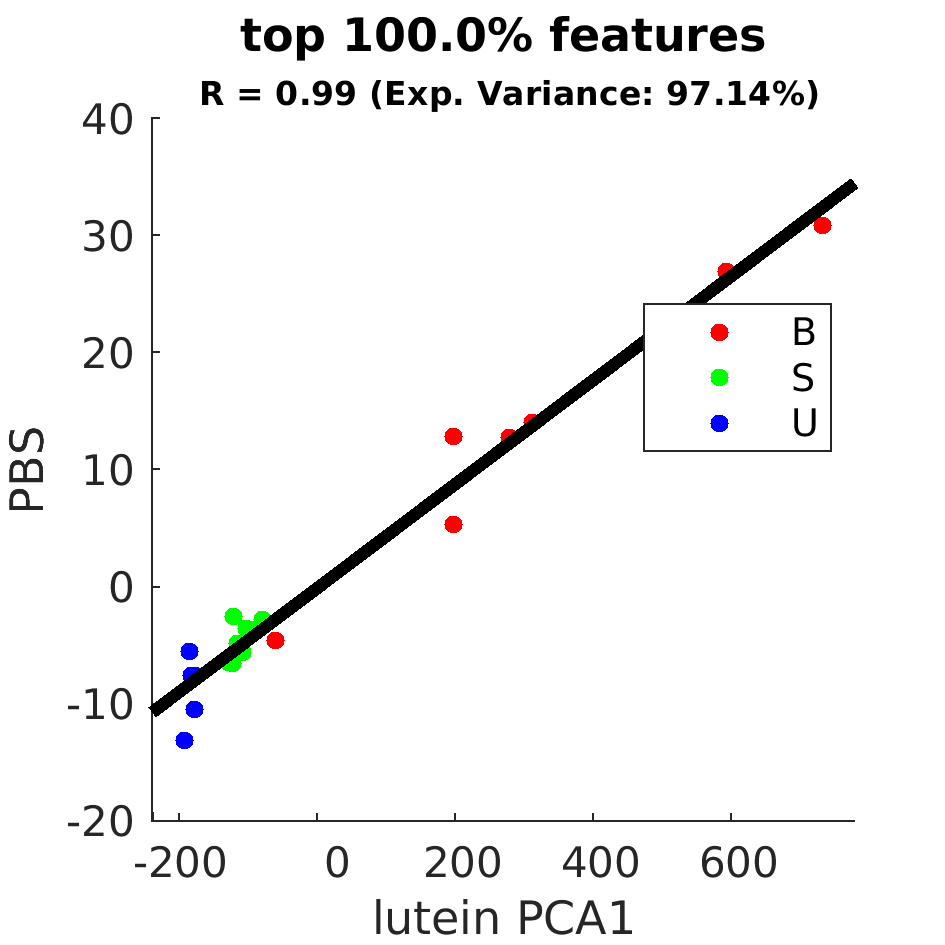 top 100.0% features
R = 0.99 (Exp. Variance: 97.14%)
40
30
20
10
0
-10
-20
PBS
B
S
U
-200 0 200 400 600
lutein PCA1